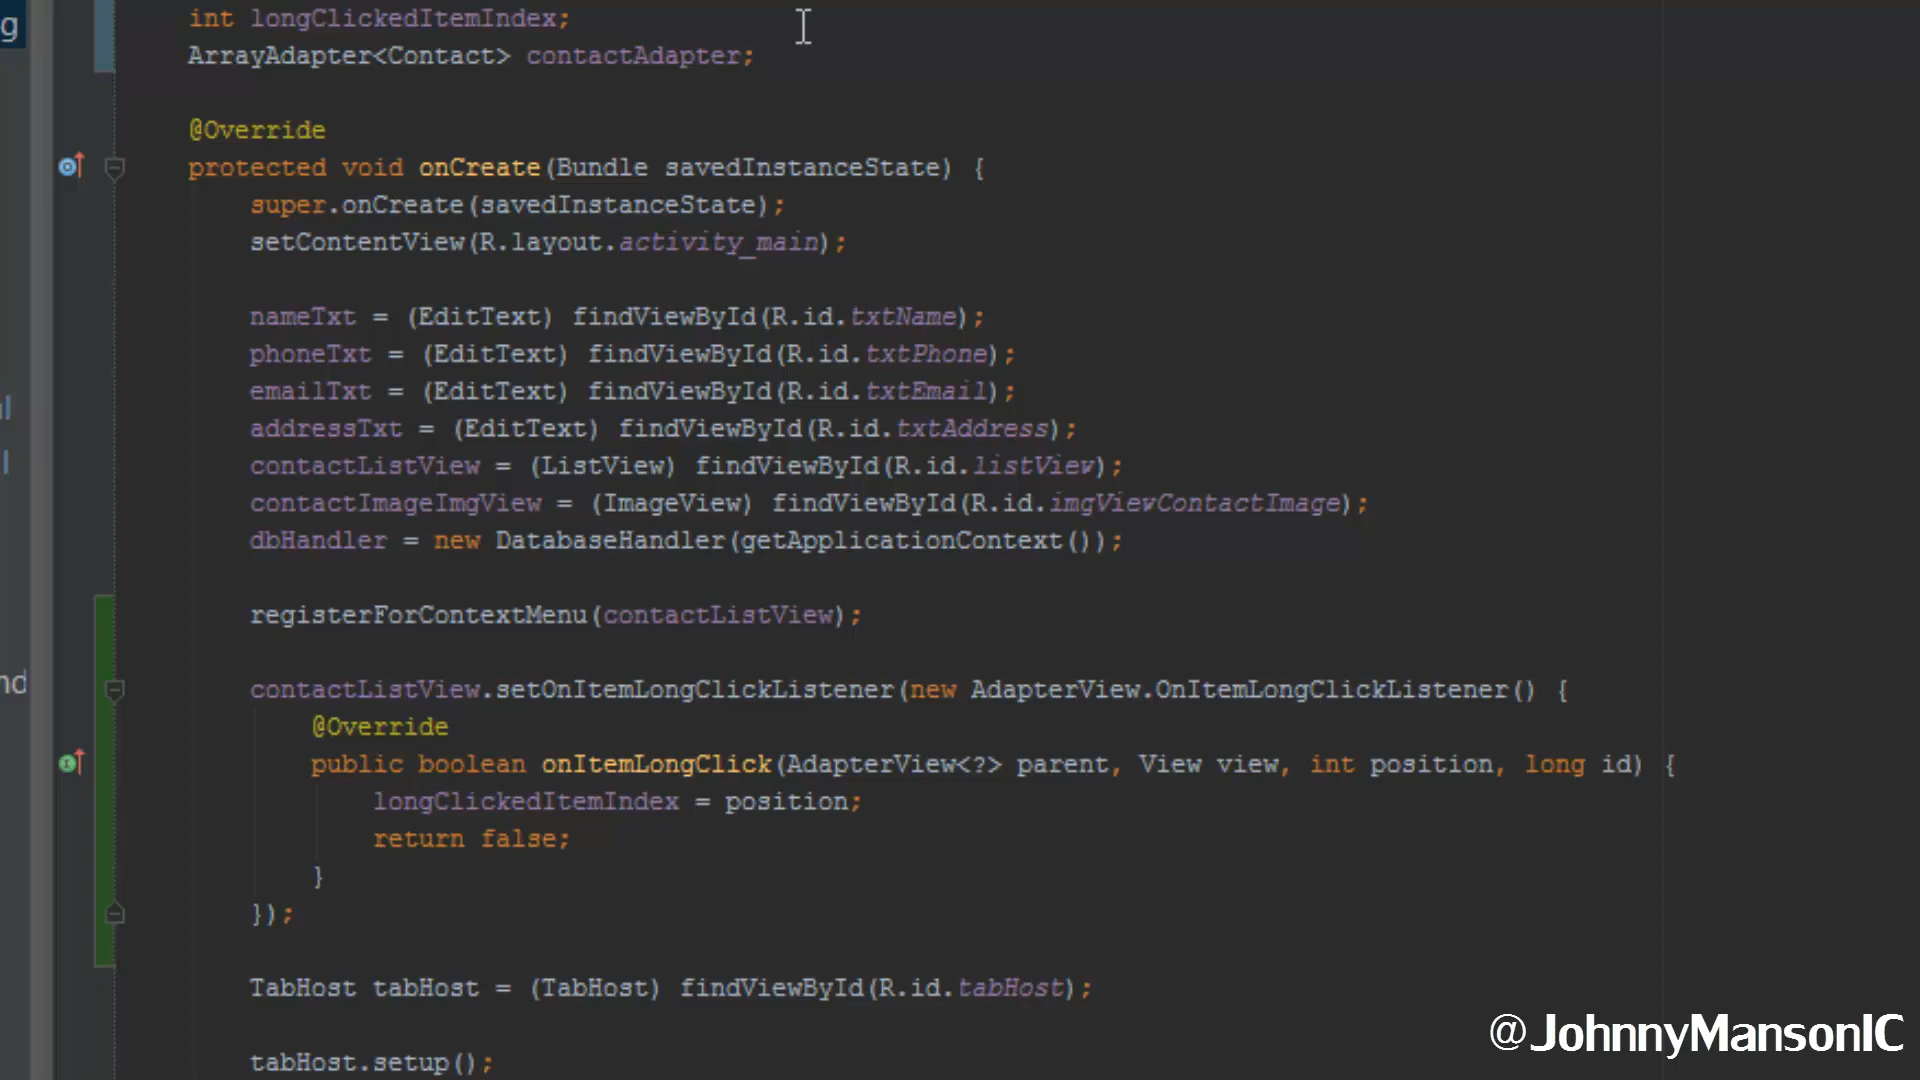 g
int longClickedItemIndex;
ArrayAdapter<Contact> contactAdapter;
@Override
protected void onCreate(Bundle savedInstanceState) {
super.onCreate(savedInstanceState);
setContentView(R.layout.activity_main);
nameTxt = (EditText) findViewById(R.id.txtName);
phoneTxt = (EditText) findViewById(R.id.txtPhone);
emailTxt = (EditText) findViewById(R.id.txtEmail);
addressTxt = (EditText) findViewById(R.id.txtAddress);
contactListView = (ListView) findViewById(R.id.listView);
contactImageImgView = (ImageView) findViewById(R.id.imgViewContactImage);
dbHandler = new DatabaseHandler(getApplicationContext());
registerForContextMenu(contactListView);
nd
contactListView.setOnItemLongClickListener(new AdapterView.OnItemLongClickListener() {
@Override
public boolean onItemLongClick(AdapterView<?> parent, View view, int position, long id) {
longClickedItemIndex = position;
return false;
}
});
TabHost tabHost = (TabHost) findViewById(R.id.tabHost);
tabHost.setup();
@JohnnyMansonIC